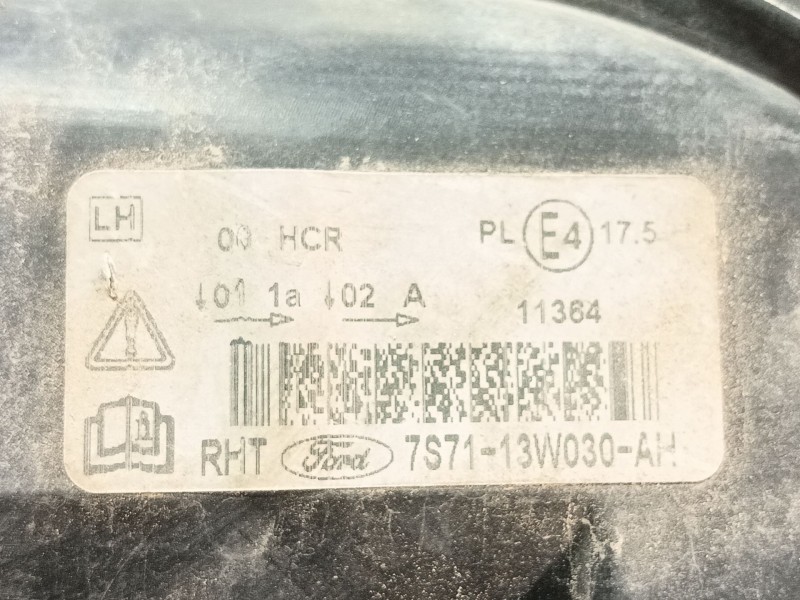 LH
00 HCR PL E4 17.5
↓01 1a ↓02 A 11364
RHT Ford 7S71-13W030-AH